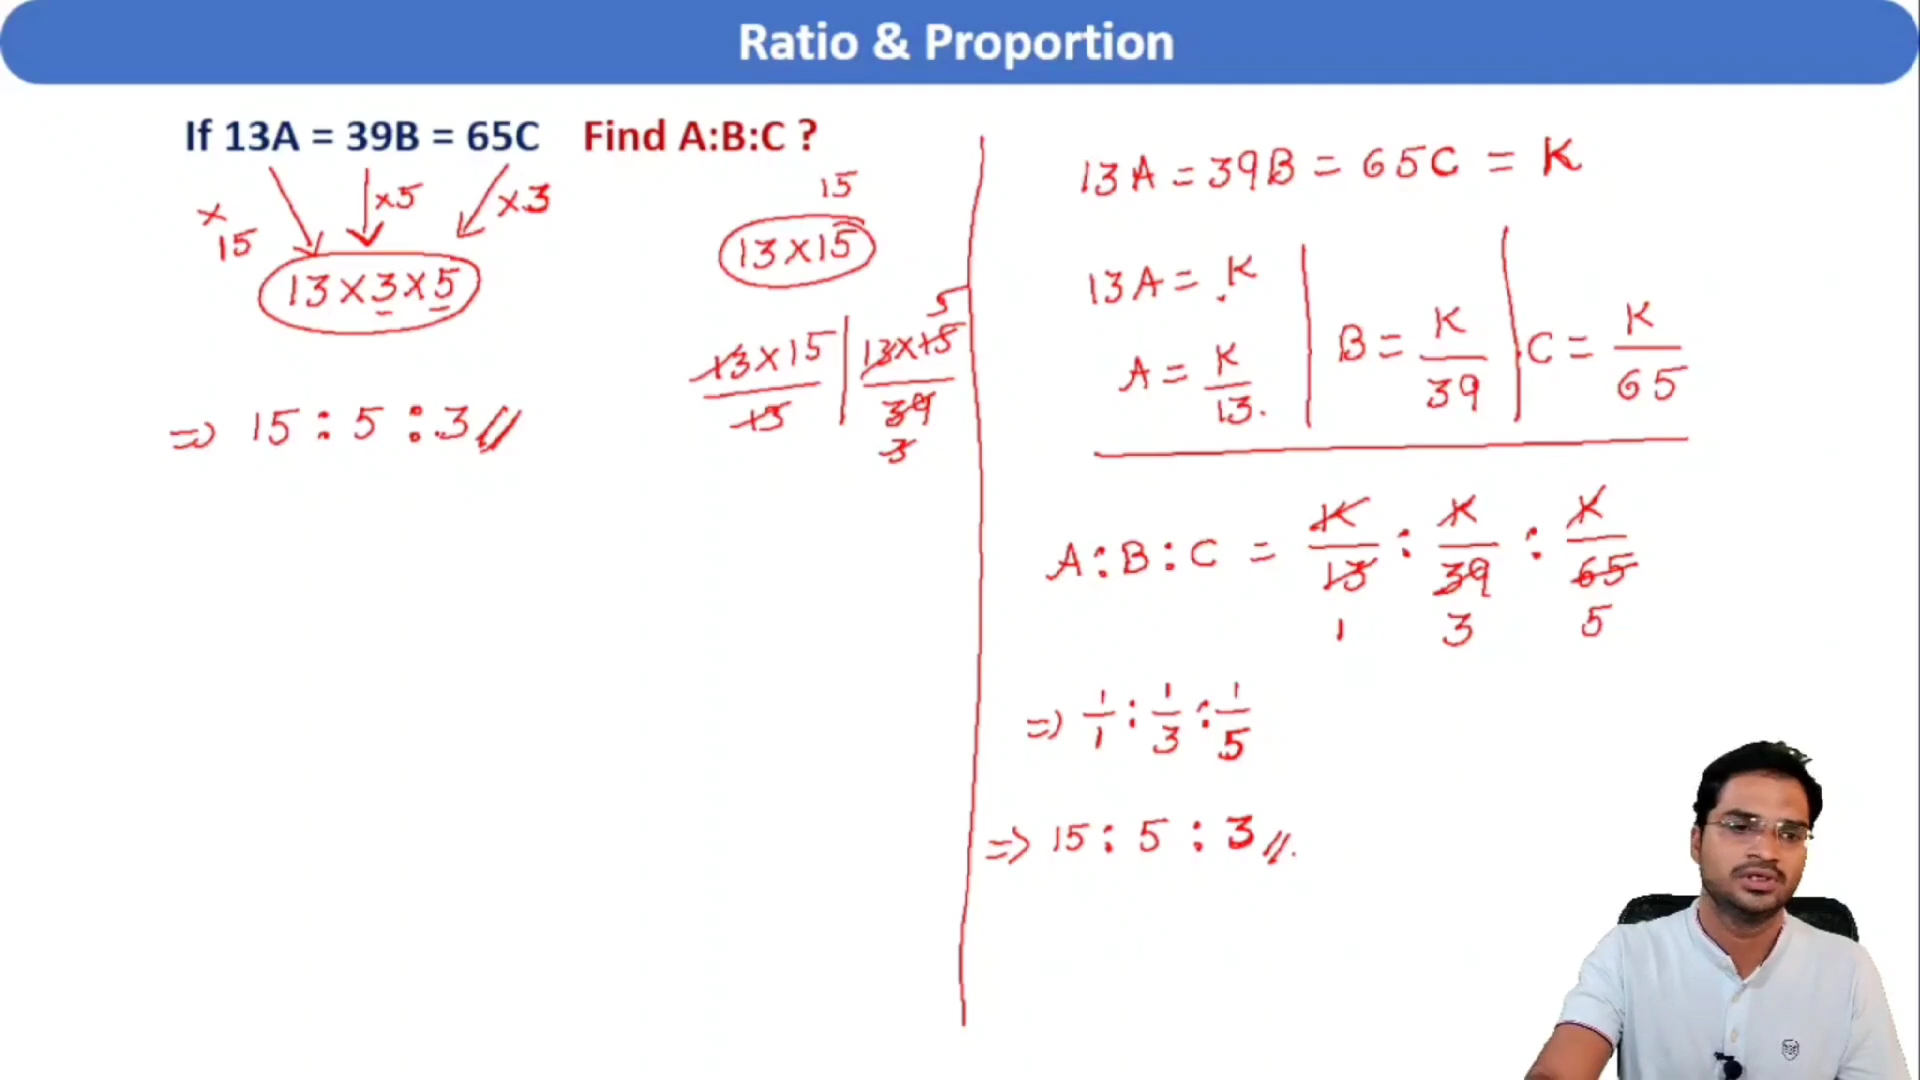 Ratio & Proportion
If 13A = 39B = 65C Find A:B:C ?
× 15 ×5 ×3
13×3×5
⇒ 15 : 5 : 3//
15
13×15
13×15/13 | 13×15/39
5
3
13A = 39B = 65C = K
13A = K
A = K/13. | B = K/39 | C = K/65
A:B:C = K/13 : K/39 : K/65
1 3 5
⇒ 1/1 : 1/3 : 1/5
⇒ 15 : 5 : 3//.